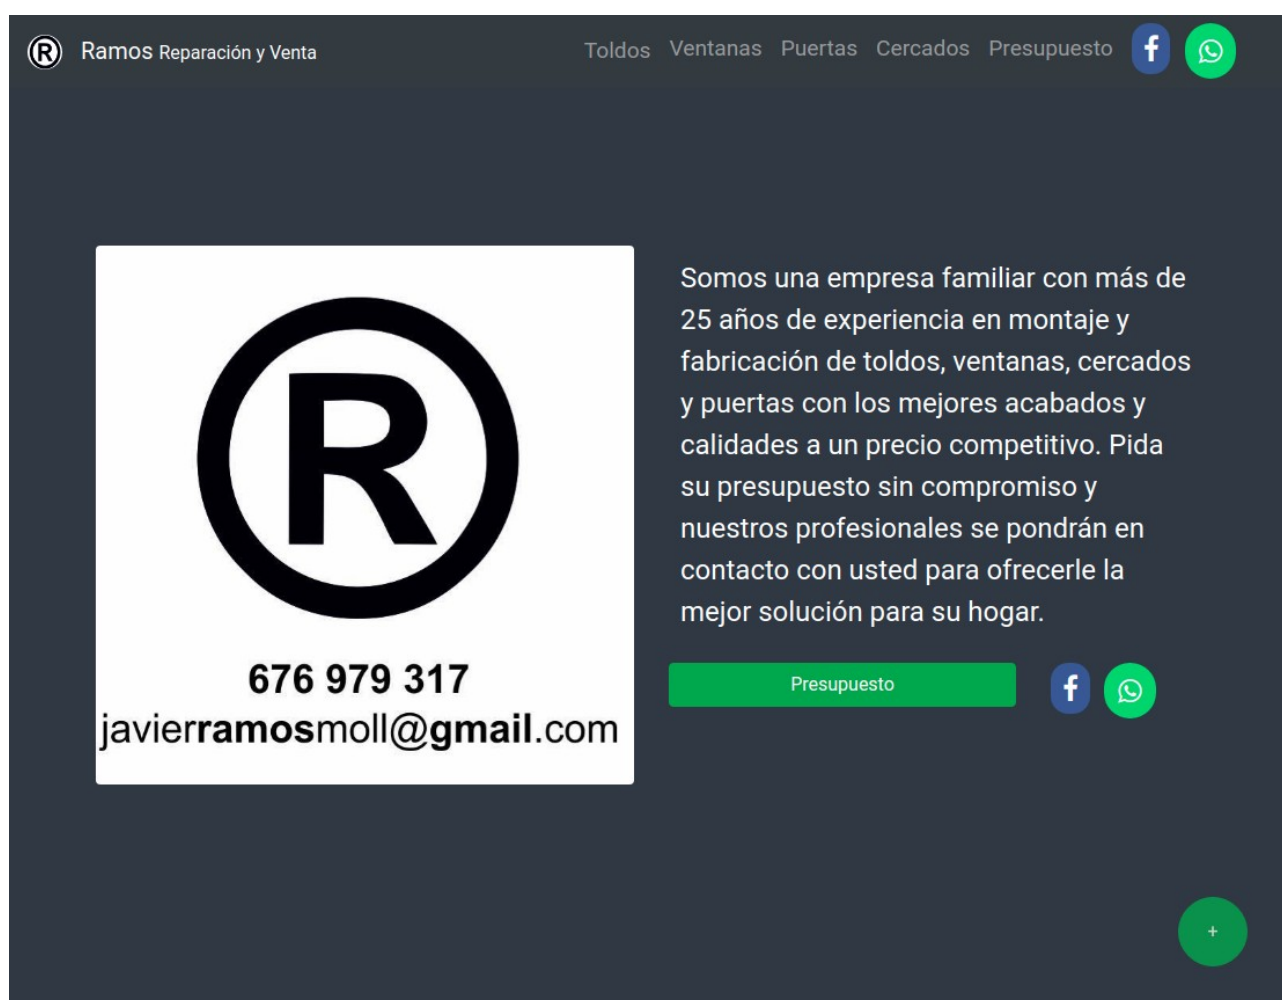 ® Ramos Reparación y Venta
Toldos Ventanas Puertas Cercados Presupuesto f
®
676 979 317
javierramosmoll@gmail.com
Somos una empresa familiar con más de
25 años de experiencia en montaje y
fabricación de toldos, ventanas, cercados
y puertas con los mejores acabados y
calidades a un precio competitivo. Pida
su presupuesto sin compromiso y
nuestros profesionales se pondrán en
contacto con usted para ofrecerle la
mejor solución para su hogar.
Presupuesto f
+